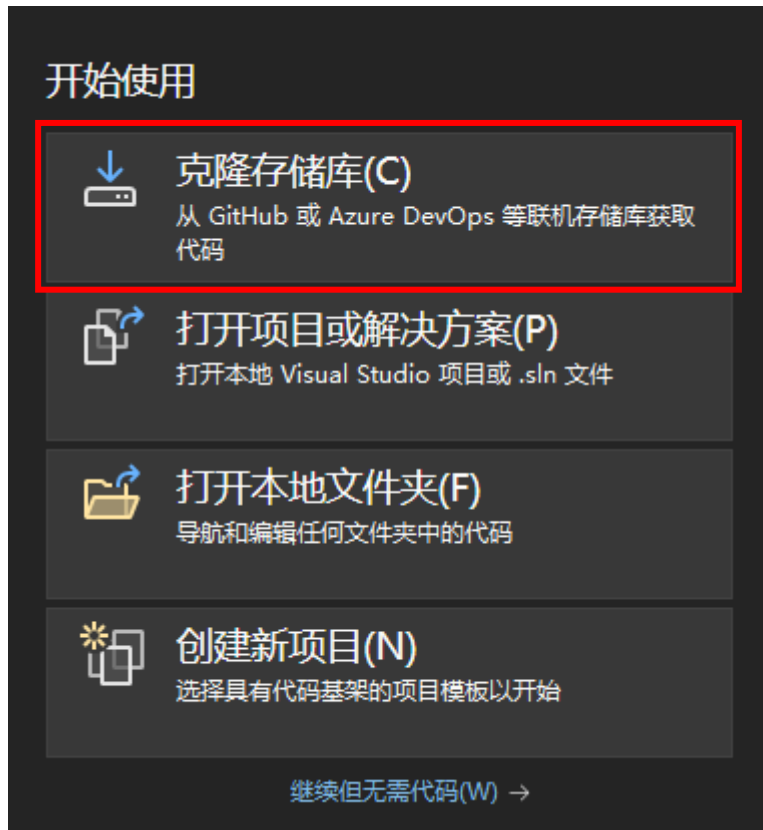 开始使用
克隆存储库(C)
从 GitHub 或 Azure DevOps 等联机存储库获取
代码
打开项目或解决方案(P)
打开本地 Visual Studio 项目或 .sln 文件
打开本地文件夹(F)
导航和编辑任何文件夹中的代码
创建新项目(N)
选择具有代码基架的项目模板以开始
继续但无需代码(W) →